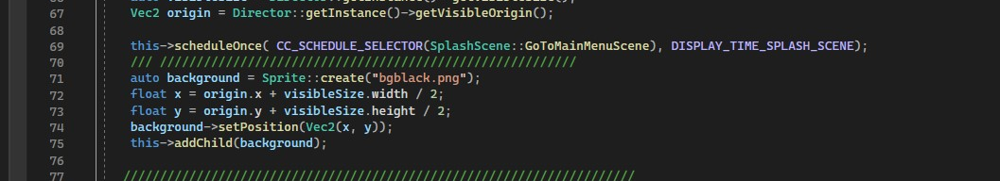 67 Vec2 origin = Director::getInstance()->getVisibleOrigin();
68
69 this->scheduleOnce( CC_SCHEDULE_SELECTOR(SplashScene::GoToMainMenuScene), DISPLAY_TIME_SPLASH_SCENE);
70 /// /////////////////////////////////////////////////////////
71 auto background = Sprite::create("bgblack.png");
72 float x = origin.x + visibleSize.width / 2;
73 float y = origin.y + visibleSize.height / 2;
74 background->setPosition(Vec2(x, y));
75 this->addChild(background);
76
77 //////////////////////////////////////////////////////////////////////